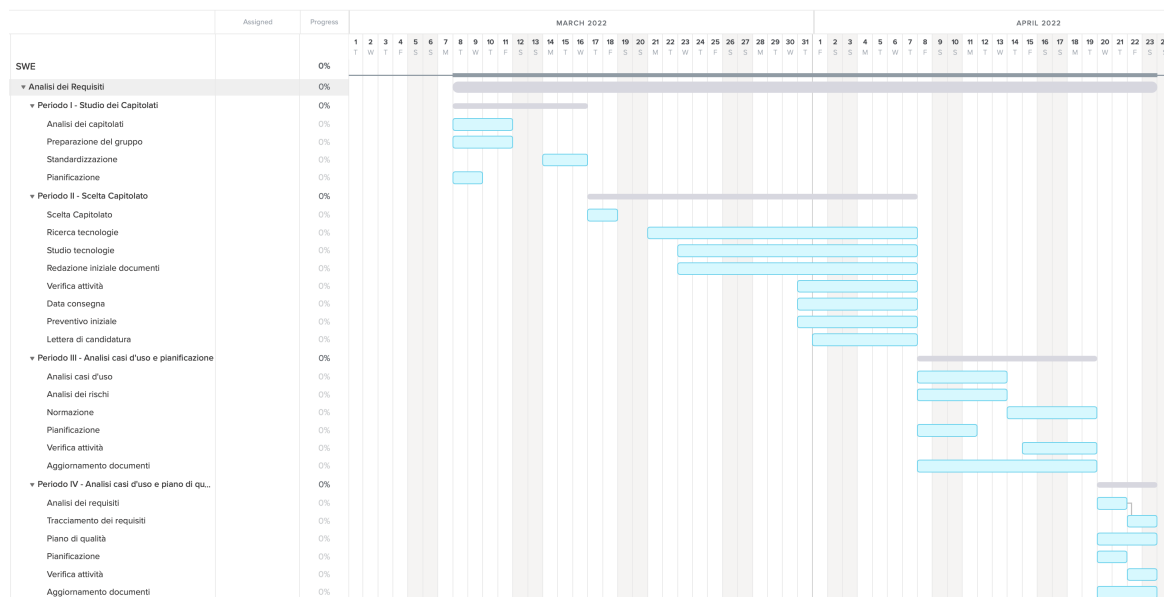 Assigned Progress MARCH 2022 APRIL 2022
1 2 3 4 5 6 7 8 9 10 11 12 13 14 15 16 17 18 19 20 21 22 23 24 25 26 27 28 29 30 31 1 2 3 4 5 6 7 8 9 10 11 12 13 14 15 16 17 18 19 20 21 22 23
T W T F S S M T W T F S S M T W T F S S M T W T F S S M T W T F S S M T W T F S S M T W T F S S M T W T F S
SWE 0%
Analisi dei Requisiti 0%
Periodo I - Studio dei Capitolati 0%
Analisi dei capitolati 0%
Preparazione del gruppo 0%
Standardizzazione 0%
Pianificazione 0%
Periodo II - Scelta Capitolato 0%
Scelta Capitolato 0%
Ricerca tecnologie 0%
Studio tecnologie 0%
Redazione iniziale documenti 0%
Verifica attività 0%
Data consegna 0%
Preventivo iniziale 0%
Lettera di candidatura 0%
Periodo III - Analisi casi d'uso e pianificazione 0%
Analisi casi d'uso 0%
Analisi dei rischi 0%
Normazione 0%
Pianificazione 0%
Verifica attività 0%
Aggiornamento documenti 0%
Periodo IV - Analisi casi d'uso e piano di qu... 0%
Analisi dei requisiti 0%
Tracciamento dei requisiti 0%
Piano di qualità 0%
Pianificazione 0%
Verifica attività 0%
Aggiornamento documenti 0%